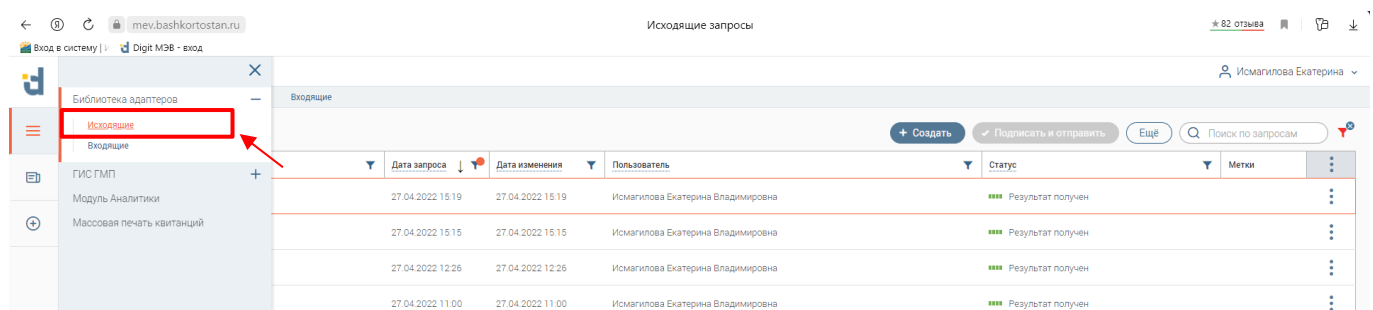 mev.bashkortostan.ru
Исходящие запросы
★82 отзыва
Вход в систему | И
Digit МЭВ - вход
Исмагилова Екатерина
Библиотека адаптеров
Входящие
Исходящие
Входящие
+ Создать
Подписать и отправить
Ещё
Поиск по запросам
Дата запроса
Дата изменения
Пользователь
Статус
Метки
ГИС ГМП
Модуль Аналитики
Массовая печать квитанций
27.04.2022 15:19 27.04.2022 15:19 Исмагилова Екатерина Владимировна Результат получен
27.04.2022 15:15 27.04.2022 15:15 Исмагилова Екатерина Владимировна Результат получен
27.04.2022 12:26 27.04.2022 12:26 Исмагилова Екатерина Владимировна Результат получен
27.04.2022 11:00 27.04.2022 11:00 Исмагилова Екатерина Владимировна Результат получен